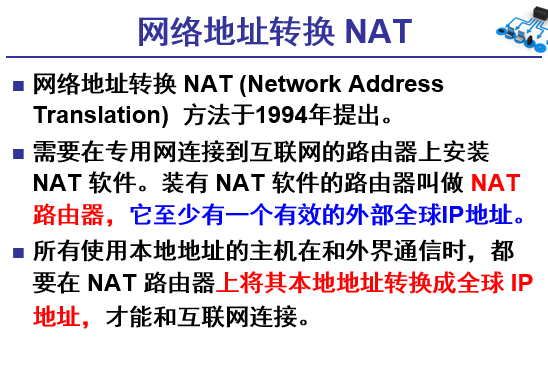 网络地址转换 NAT
网络地址转换 NAT (Network Address
Translation) 方法于1994年提出。
需要在专用网连接到互联网的路由器上安装
NAT 软件。装有 NAT 软件的路由器叫做 NAT
路由器，它至少有一个有效的外部全球IP地址。
所有使用本地地址的主机在和外界通信时，都
要在 NAT 路由器上将其本地地址转换成全球 IP
地址，才能和互联网连接。